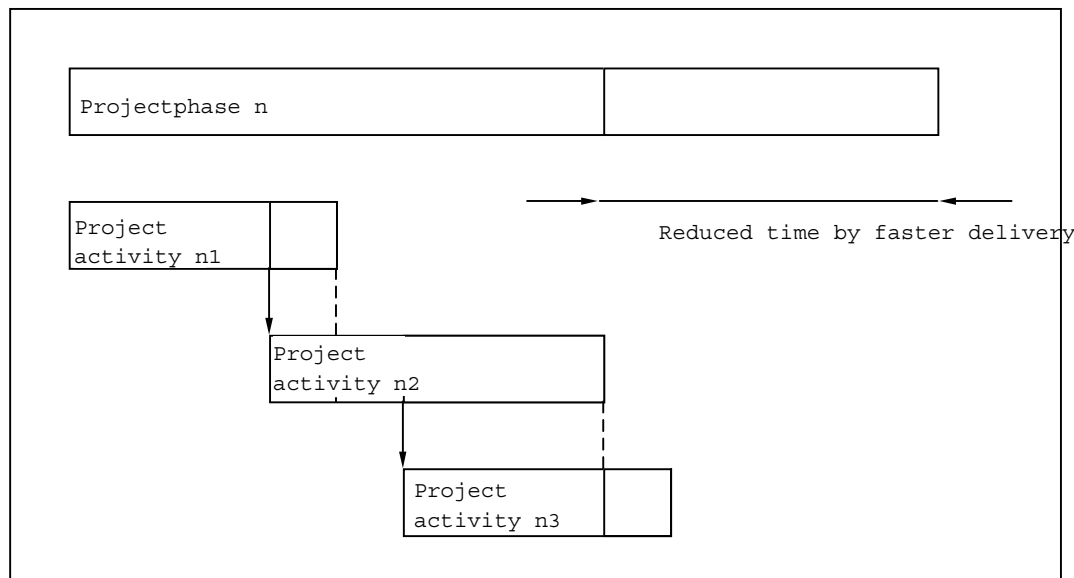 Projectphase n
Project
activity n1
Reduced time by faster delivery
Project
activity n2
Project
activity n3